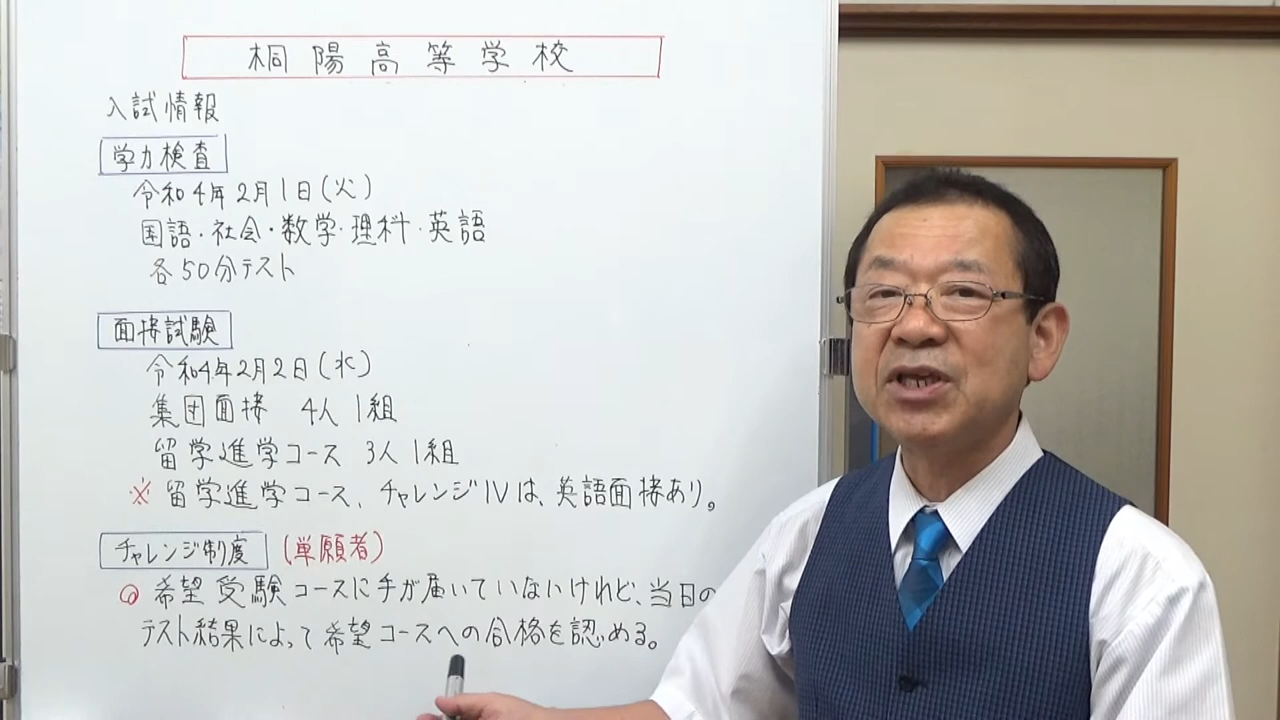 桐陽高等学校
入試情報
学力検査
令和4年2月1日(火)
国語・社会・数学・理科・英語
各50分テスト
面接試験
令和4年2月2日(水)
集団面接 4人1組
留学進学コース 3人1組
※ 留学進学コース、チャレンジIVは、英語面接あり。
チャレンジ制度 (単願者)
◎ 希望受験コースに手が届いていないけれど、当日の
テスト結果によって希望コースへの合格を認める。